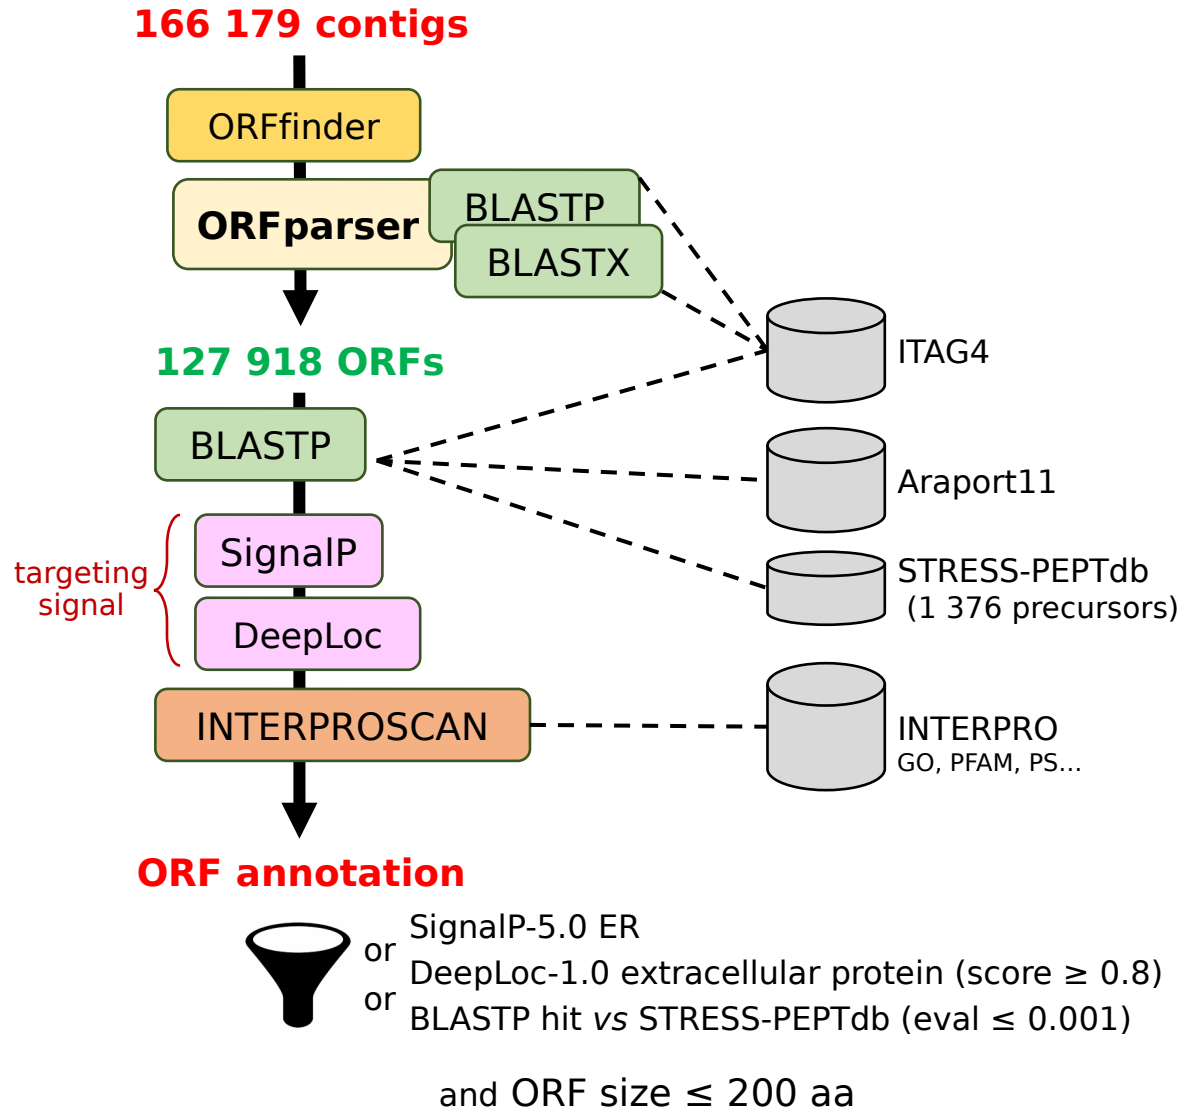 166 179 contigs
ORFfinder
ORFparser
BLASTP
BLASTX
ITAG4
127 918 ORFs
BLASTP
Araport11
SignalP
targeting
signal
DeepLoc
STRESS-PEPTdb
(1 376 precursors)
INTERPROSCAN
INTERPRO
GO, PFAM, PS...
ORF annotation
SignalP-5.0 ER
or
DeepLoc-1.0 extracellular protein (score ≥ 0.8)
or
BLASTP hit vs STRESS-PEPTdb (eval ≤ 0.001)
and ORF size ≤ 200 aa